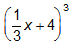 (1/3 x + 4)³